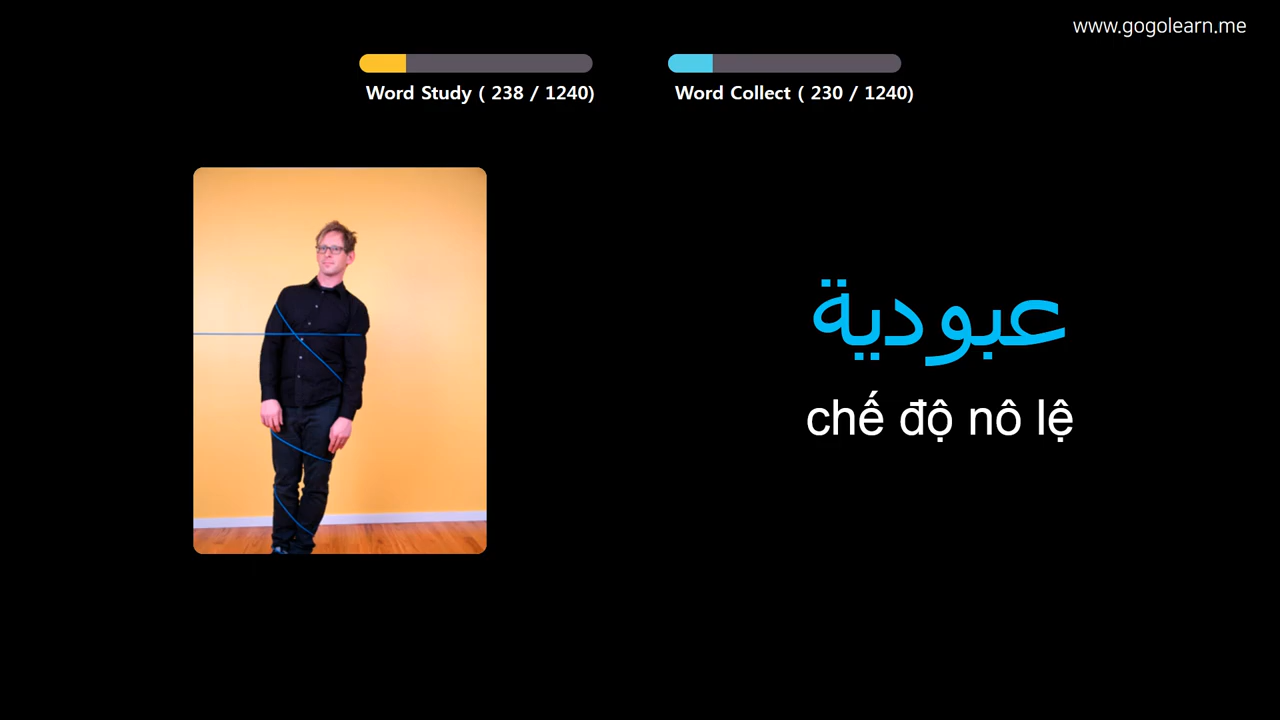 www.gogolearn.me
Word Study ( 238 / 1240)
Word Collect ( 230 / 1240)
عبودية
chế độ nô lệ